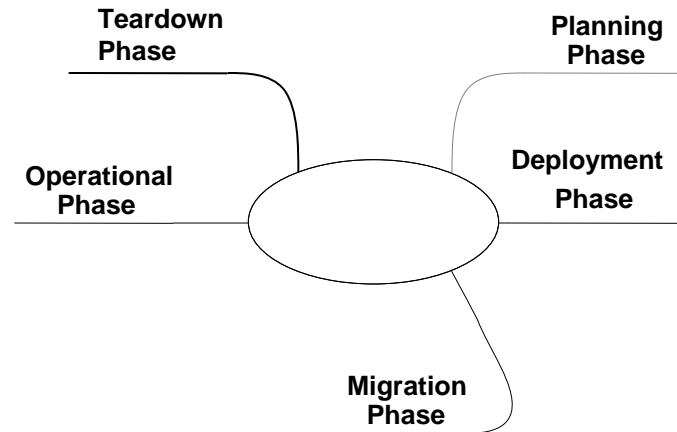 Teardown
Phase
Planning
Phase
Operational
Phase
Deployment
Phase
Migration
Phase